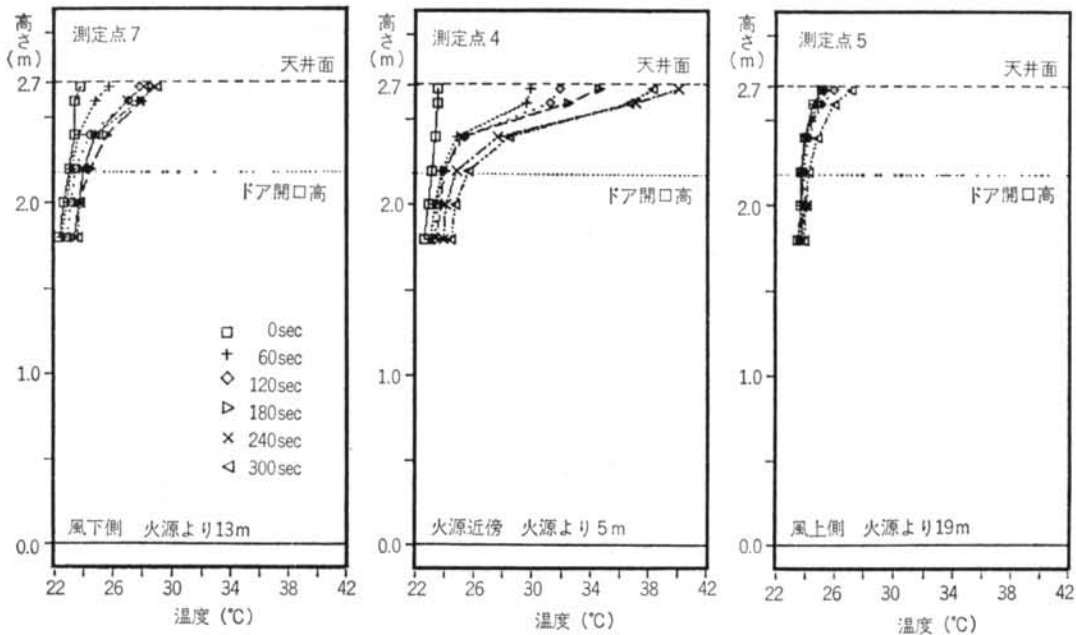 高さ(m)
測定点7
天井面
2.7
ドア開口高
2.0
1.0
0.0
0sec
60sec
120sec
180sec
240sec
300sec
風下側 火源より13m
22 26 30 34 38 42
温度 (℃)
高さ(m)
測定点4
天井面
2.7
ドア開口高
2.0
1.0
0.0
火源近傍 火源より5m
22 26 30 34 38 42
温度 (℃)
高さ(m)
測定点5
天井面
2.7
ドア開口高
2.0
1.0
0.0
風上側 火源より19m
22 26 30 34 38 42
温度 (℃)